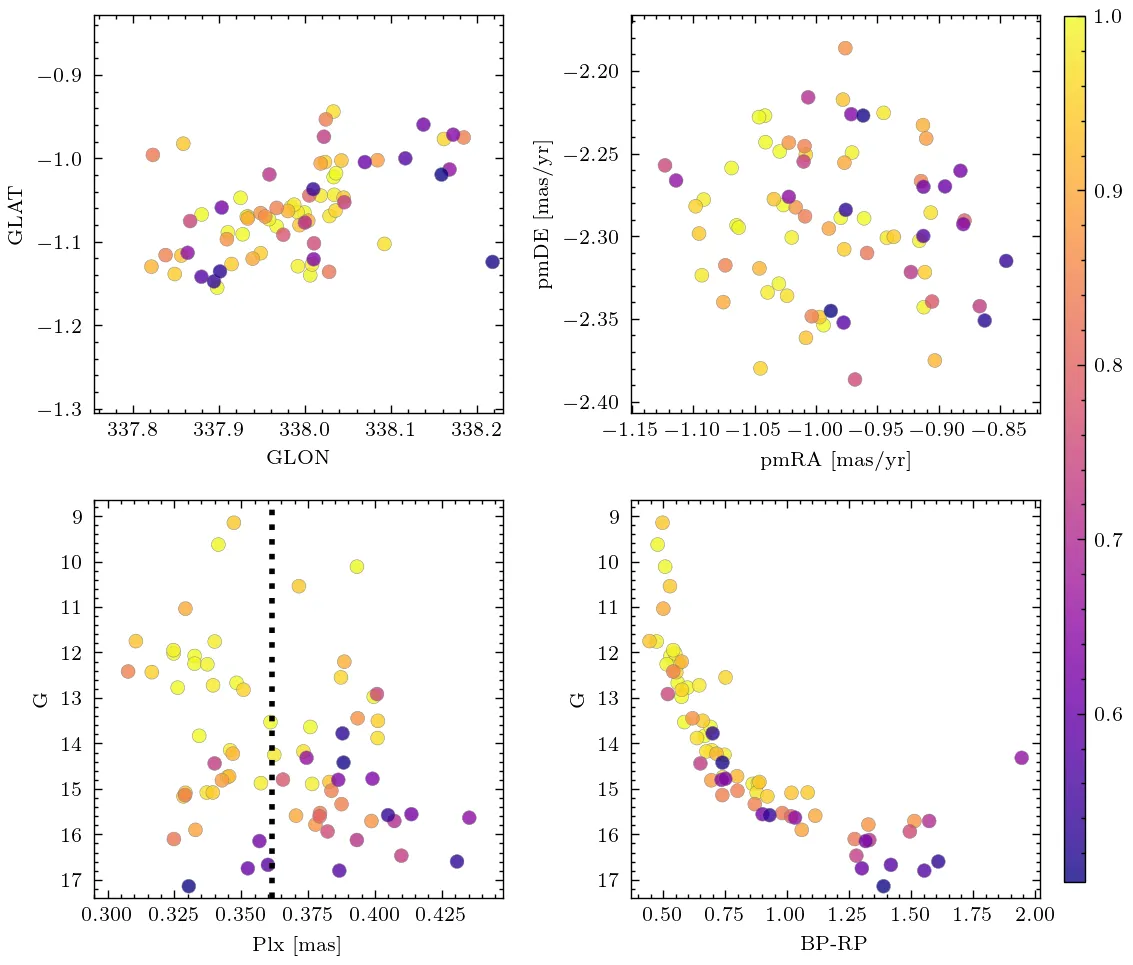 −0.9
−1.0
−1.1
−1.2
−1.3
GLAT
337.8 337.9 338.0 338.1 338.2
GLON
−2.20
−2.25
−2.30
−2.35
−2.40
pmDE [mas/yr]
−1.15 −1.10 −1.05 −1.00 −0.95 −0.90 −0.85
pmRA [mas/yr]
1.0
0.9
0.8
0.7
0.6
9
10
11
12
13
14
15
16
17
G
0.300 0.325 0.350 0.375 0.400 0.425
Plx [mas]
9
10
11
12
13
14
15
16
17
G
0.50 0.75 1.00 1.25 1.50 1.75 2.00
BP-RP